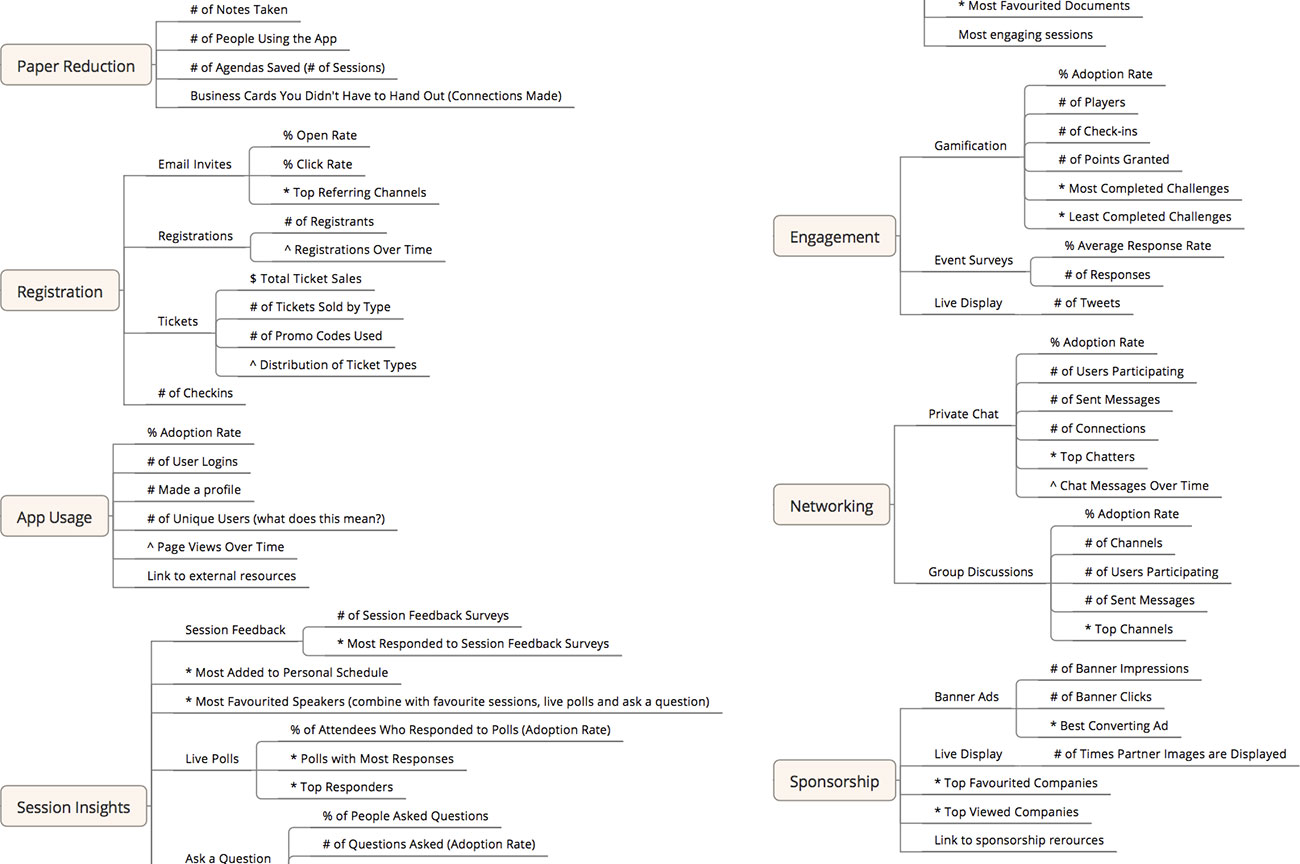 Paper Reduction
# of Notes Taken
# of People Using the App
# of Agendas Saved (# of Sessions)
Business Cards You Didn't Have to Hand Out (Connections Made)
Registration
Email Invites
% Open Rate
% Click Rate
* Top Referring Channels
Registrations
# of Registrants
^ Registrations Over Time
Tickets
$ Total Ticket Sales
# of Tickets Sold by Type
# of Promo Codes Used
^ Distribution of Ticket Types
# of Checkins
App Usage
% Adoption Rate
# of User Logins
# Made a profile
# of Unique Users (what does this mean?)
^ Page Views Over Time
Link to external resources
Session Insights
Session Feedback
# of Session Feedback Surveys
* Most Responded to Session Feedback Surveys
* Most Added to Personal Schedule
* Most Favourited Speakers (combine with favourite sessions, live polls and ask a question)
Live Polls
% of Attendees Who Responded to Polls (Adoption Rate)
* Polls with Most Responses
* Top Responders
Ask a Question
% of People Asked Questions
# of Questions Asked (Adoption Rate)
* Most Favourited Documents
Most engaging sessions
Engagement
Gamification
% Adoption Rate
# of Players
# of Check-ins
# of Points Granted
* Most Completed Challenges
* Least Completed Challenges
Event Surveys
% Average Response Rate
# of Responses
Live Display
# of Tweets
Networking
Private Chat
% Adoption Rate
# of Users Participating
# of Sent Messages
# of Connections
* Top Chatters
^ Chat Messages Over Time
Group Discussions
% Adoption Rate
# of Channels
# of Users Participating
# of Sent Messages
* Top Channels
Sponsorship
Banner Ads
# of Banner Impressions
# of Banner Clicks
* Best Converting Ad
Live Display
# of Times Partner Images are Displayed
* Top Favourited Companies
* Top Viewed Companies
Link to sponsorship rerources